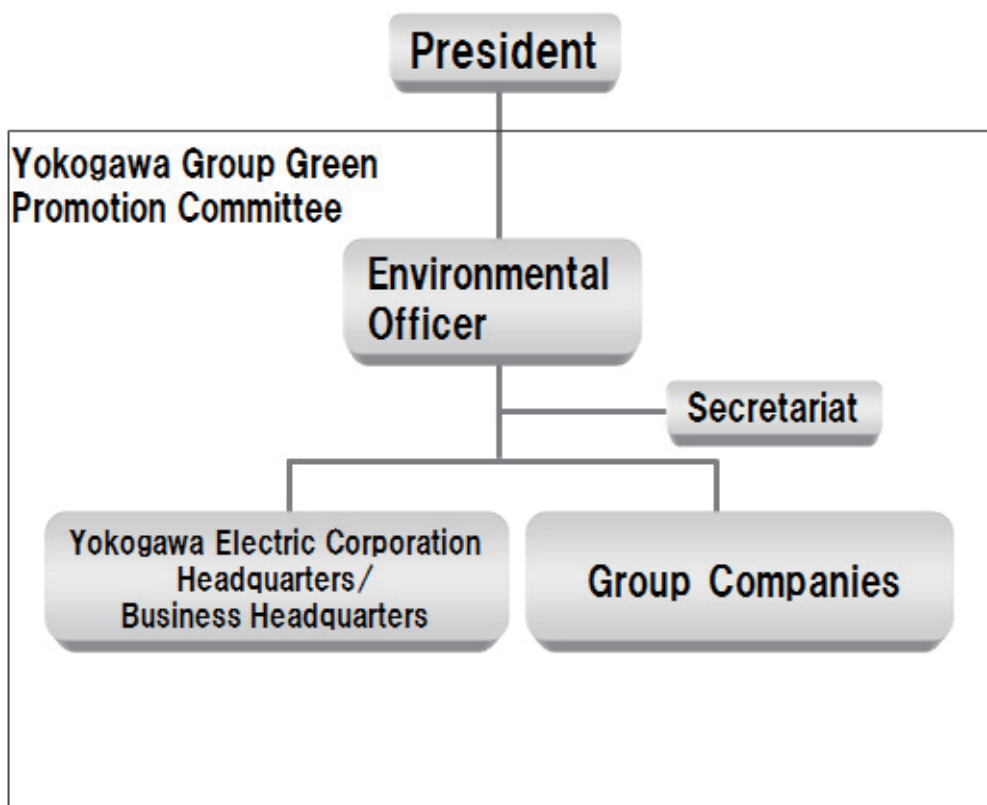 President
Yokogawa Group Green
Promotion Committee
Environmental
Officer
Secretariat
Yokogawa Electric Corporation
Headquarters/
Business Headquarters
Group Companies